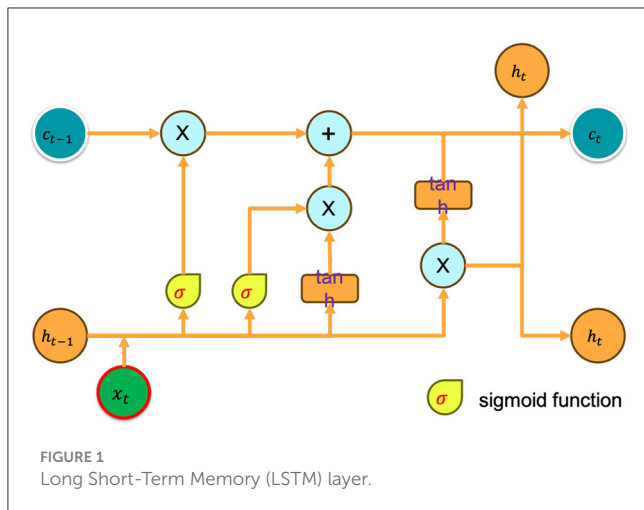 h_t
c_{t-1}
X
+
c_t
tan
h
X
X
σ
σ
tan
h
h_{t-1}
h_t
x_t
σ sigmoid function
FIGURE 1
Long Short-Term Memory (LSTM) layer.